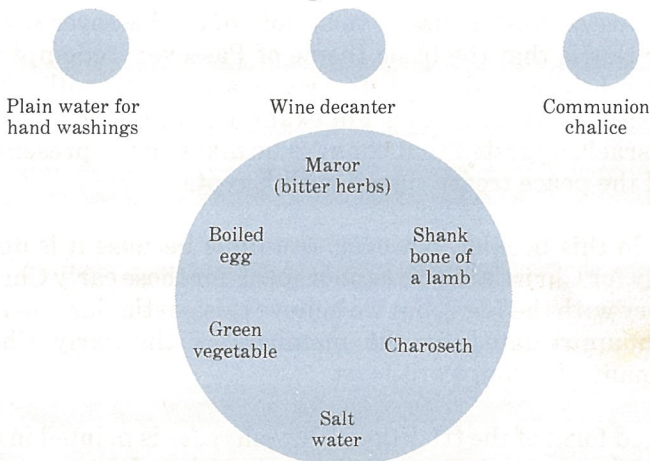 Plain water for
hand washings
Wine decanter
Communion
chalice
Maror
(bitter herbs)
Boiled
egg
Shank
bone of
a lamb
Green
vegetable
Charoseth
Salt
water